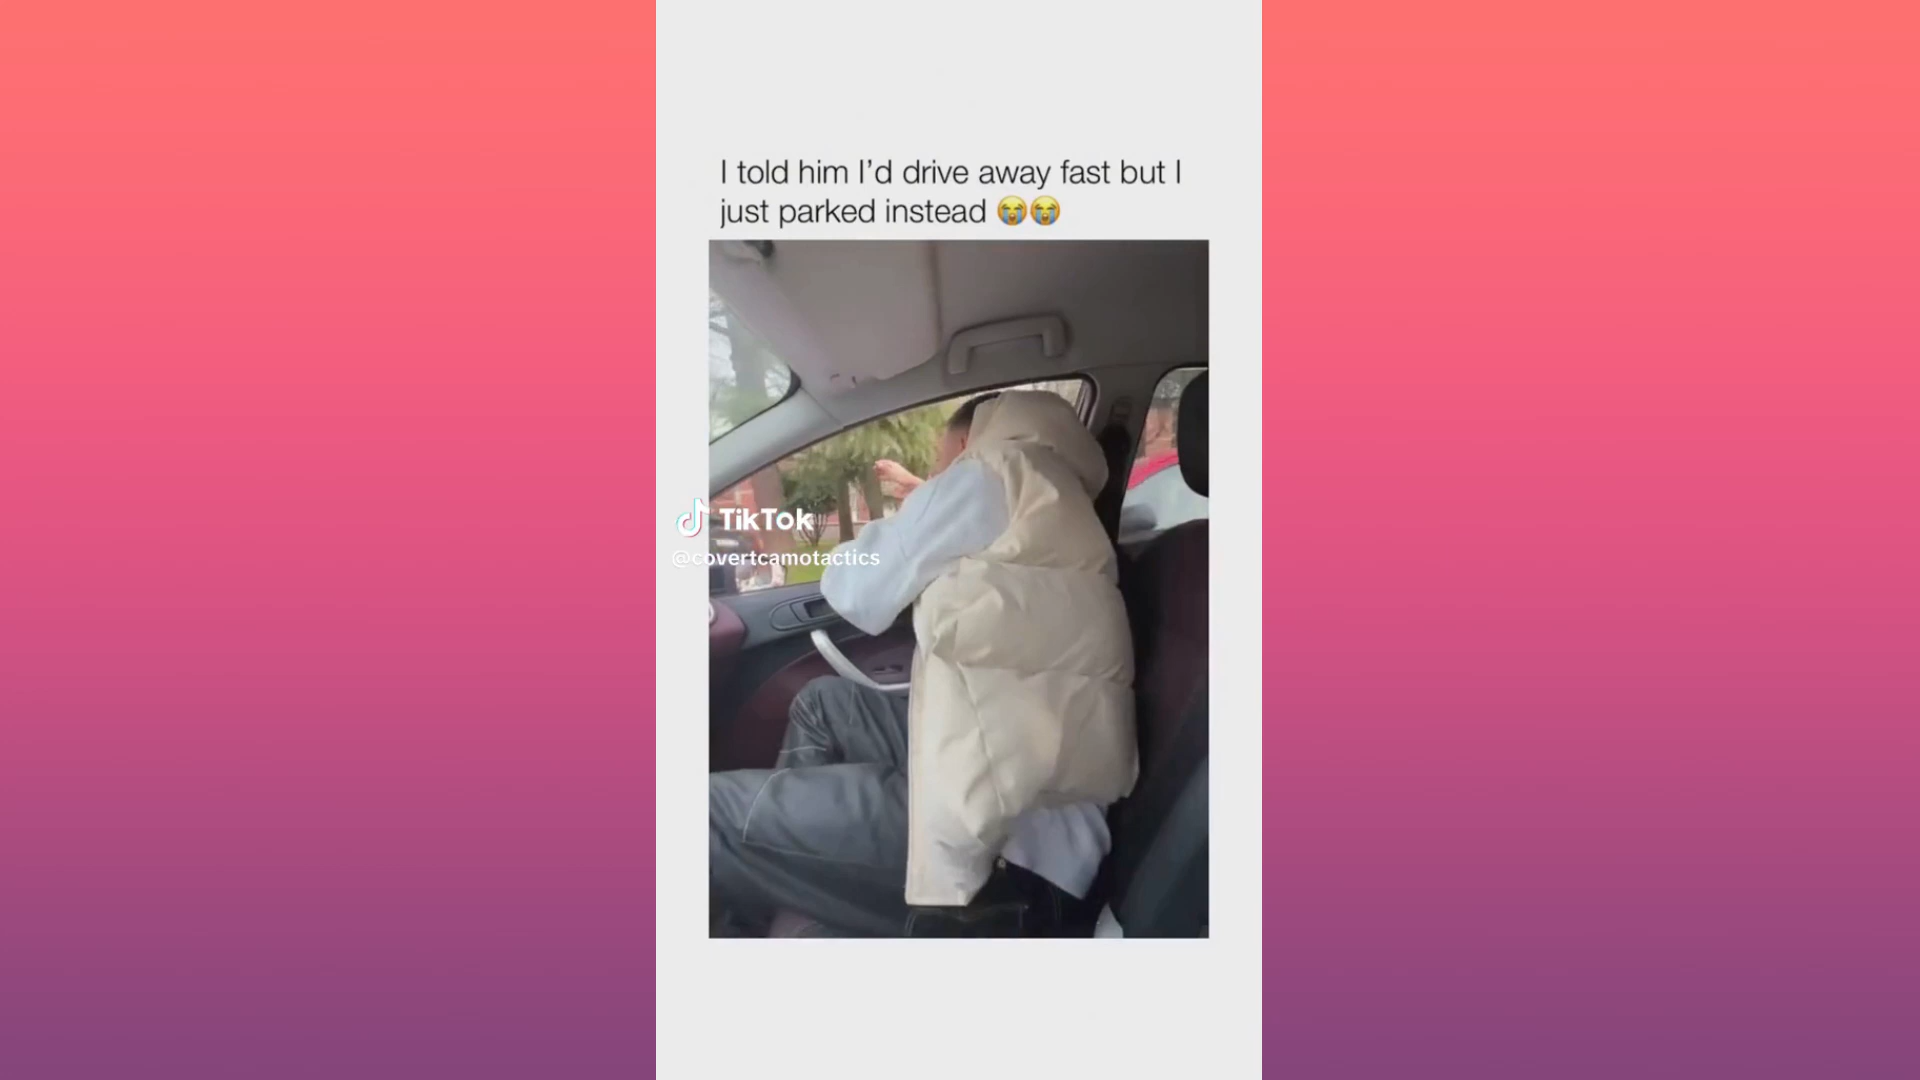 I told him I’d drive away fast but I
just parked instead 😭😭
TikTok
@covertcamotactics